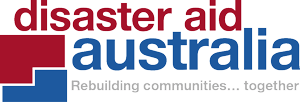 disaster aid
australia
Rebuilding communities... together